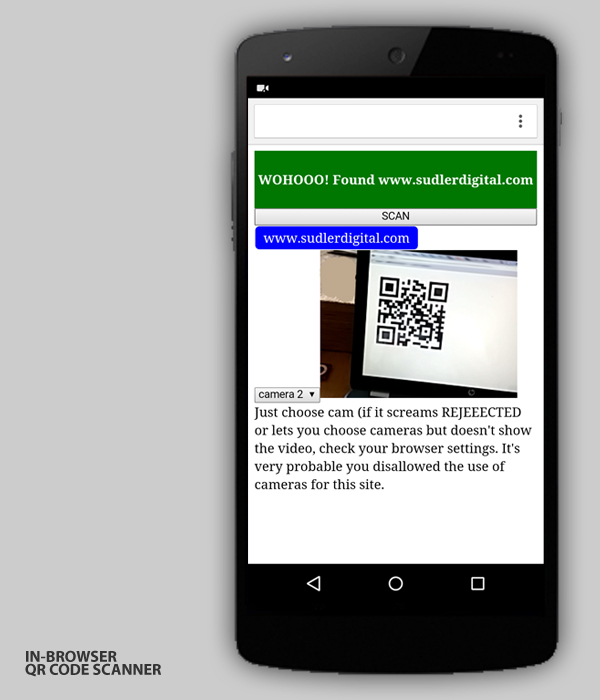 WOHOOO! Found www.sudlerdigital.com
SCAN
www.sudlerdigital.com
camera 2
Just choose cam (if it screams REJEEECTED
or lets you choose cameras but doesn't show
the video, check your browser settings. It's
very probable you disallowed the use of
cameras for this site.
IN-BROWSER
QR CODE SCANNER